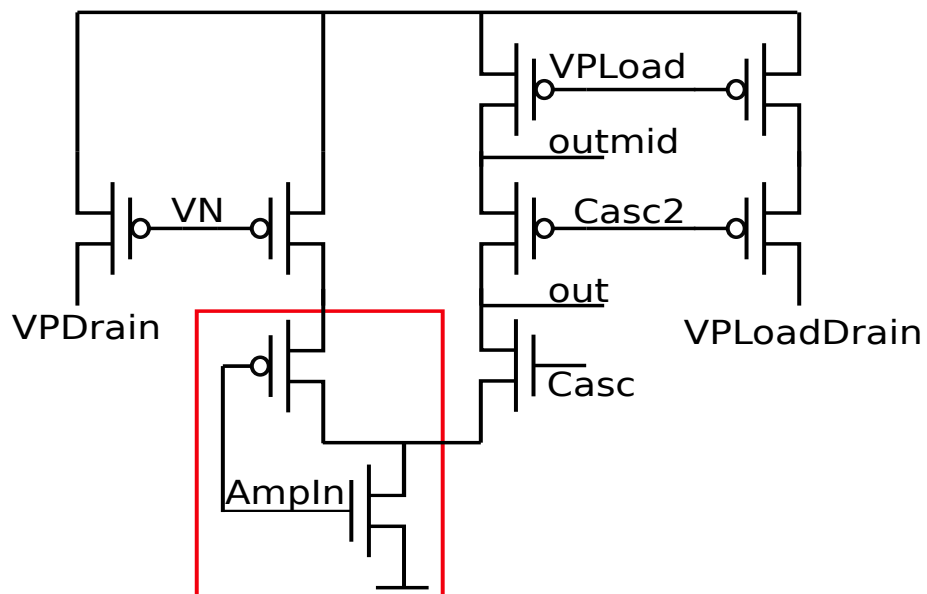 VPLoad
outmid
VN
Casc2
out
VPDrain
VPLoadDrain
Casc
AmpIn